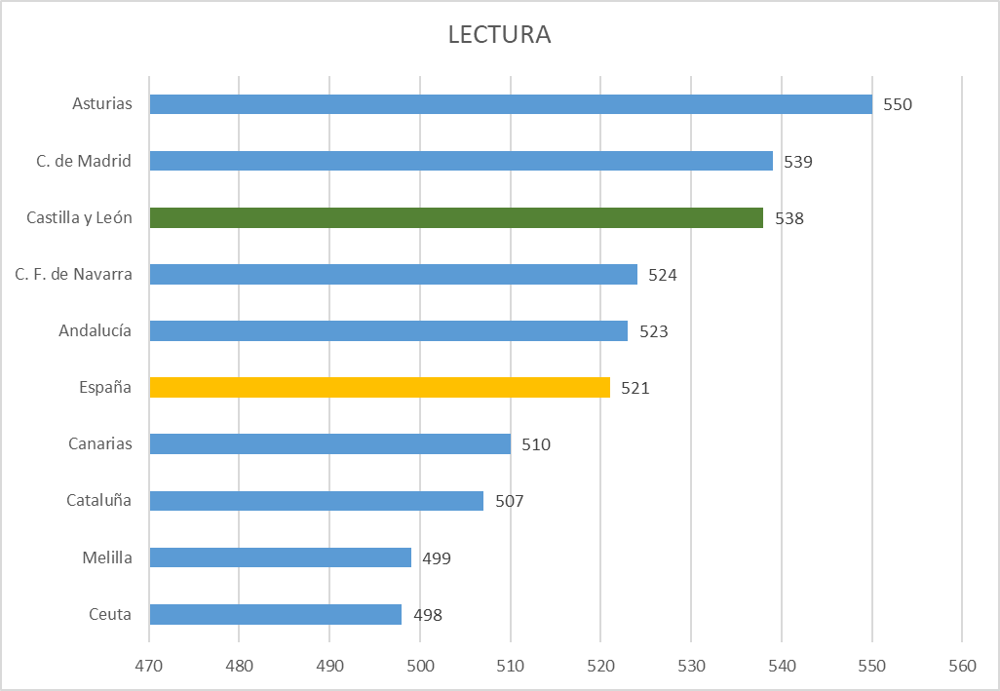 LECTURA
Asturias 550
C. de Madrid 539
Castilla y León 538
C. F. de Navarra 524
Andalucía 523
España 521
Canarias 510
Cataluña 507
Melilla 499
Ceuta 498
470 480 490 500 510 520 530 540 550 560